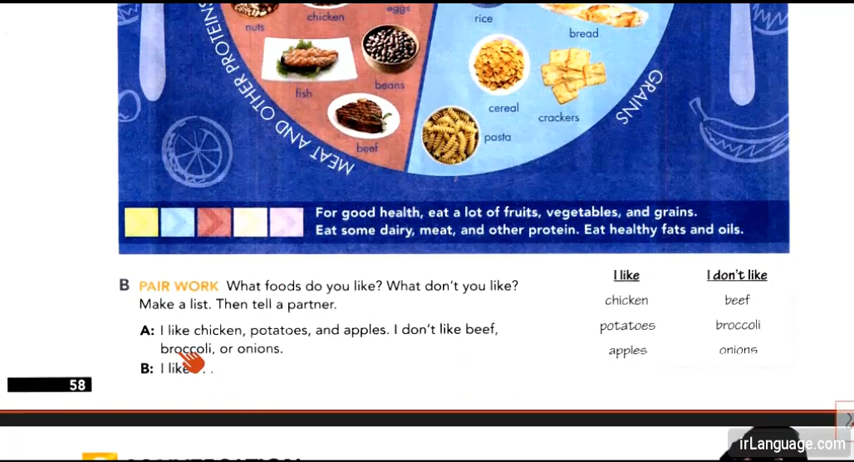 nuts
chicken
eggs
rice
bread
fish
beans
beef
cereal
crackers
pasta
MEAT AND OTHER PROTEINS
GRAINS
For good health, eat a lot of fruits, vegetables, and grains.
Eat some dairy, meat, and other protein. Eat healthy fats and oils.
B PAIR WORK What foods do you like? What don't you like?
Make a list. Then tell a partner.
A: I like chicken, potatoes, and apples. I don't like beef,
broccoli, or onions.
B: I like . .
I like
chicken
potatoes
apples
I don't like
beef
broccoli
onions
58
irLanguage.com